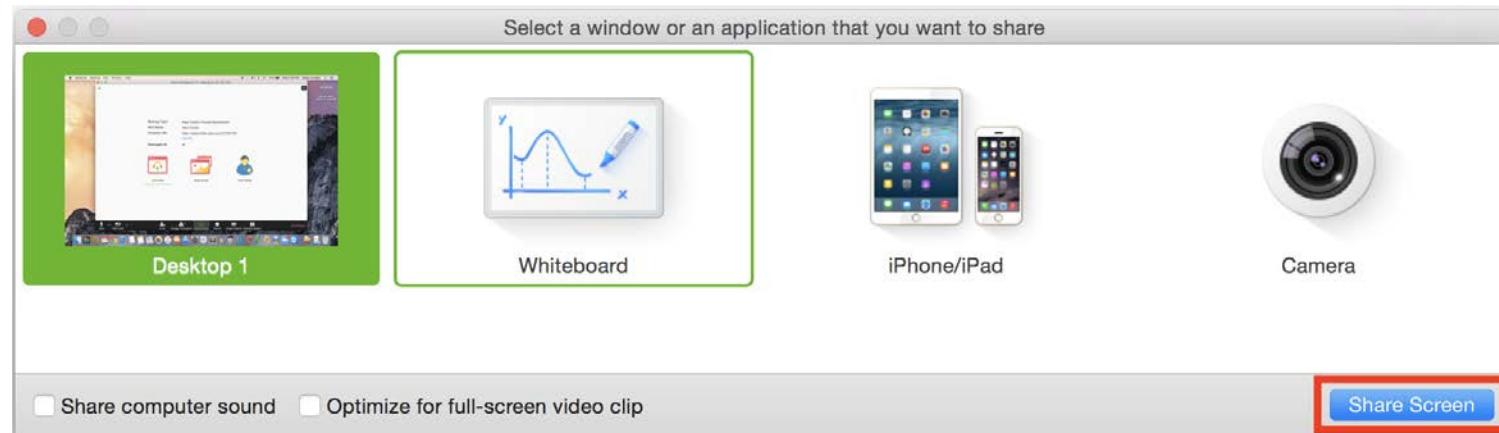 Select a window or an application that you want to share
Desktop 1
Whiteboard
iPhone/iPad
Camera
y
x
Share computer sound
Optimize for full-screen video clip
Share Screen